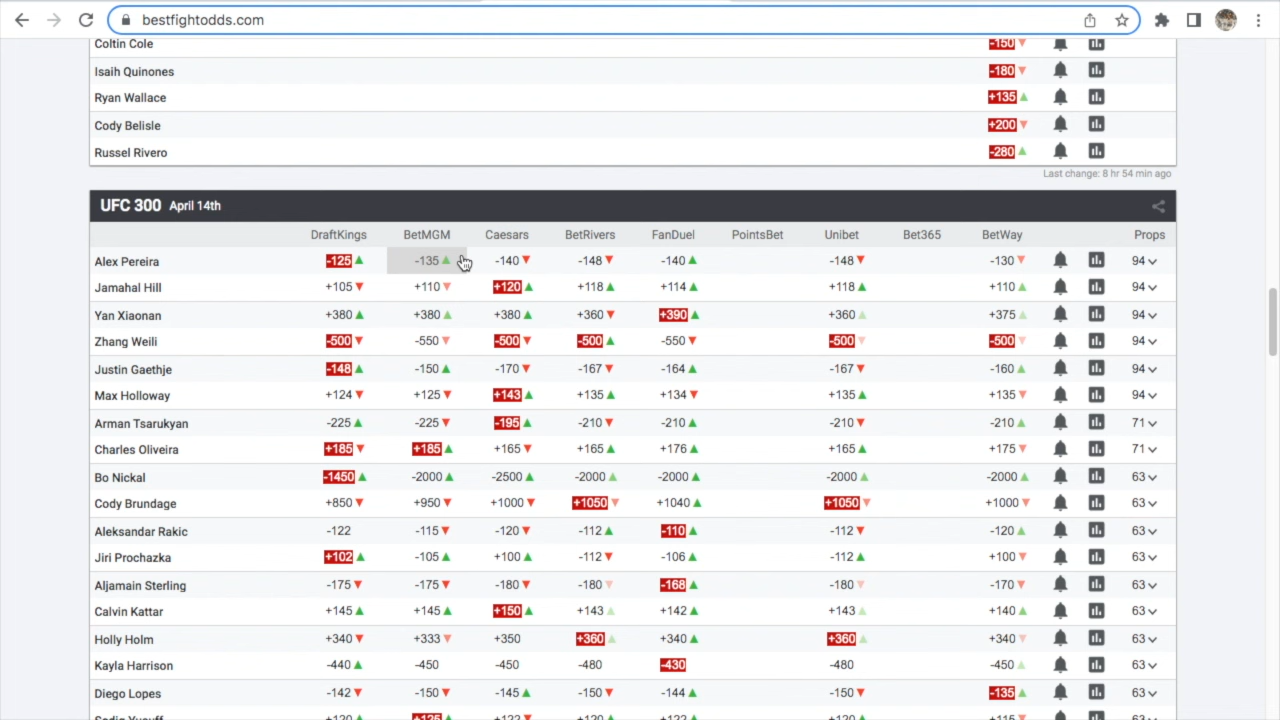 bestfightodds.com
Coltin Cole -150
Isaih Quinones -180
Ryan Wallace +135
Cody Belisle +200
Russel Rivero -280
Last change: 8 hr 54 min ago
UFC 300 April 14th
DraftKings BetMGM Caesars BetRivers FanDuel PointsBet Unibet Bet365 BetWay Props
Alex Pereira -125 -135 -140 -148 -140 -148 -130 94
Jamahal Hill +105 +110 +120 +118 +114 +118 +110 94
Yan Xiaonan +380 +380 +380 +360 +390 +360 +375 94
Zhang Weili -500 -550 -500 -500 -550 -500 -500 94
Justin Gaethje -148 -150 -170 -167 -164 -167 -160 94
Max Holloway +124 +125 +143 +135 +134 +135 +135 94
Arman Tsarukyan -225 -225 -195 -210 -210 -210 -210 71
Charles Oliveira +185 +185 +165 +165 +176 +165 +175 71
Bo Nickal -1450 -2000 -2500 -2000 -2000 -2000 -2000 63
Cody Brundage +850 +950 +1000 +1050 +1040 +1050 +1000 63
Aleksandar Rakic -122 -115 -120 -112 -110 -112 -120 63
Jiri Prochazka +102 -105 +100 -112 -106 -112 +100 63
Aljamain Sterling -175 -175 -180 -180 -168 -180 -170 63
Calvin Kattar +145 +145 +150 +143 +142 +143 +140 63
Holly Holm +340 +333 +350 +360 +340 +360 +340 63
Kayla Harrison -440 -450 -450 -480 -430 -480 -450 63
Diego Lopes -142 -150 -145 -150 -144 -150 -135 63
Sodiq Yusuff +120 +125 +122 +120 +122 +120 +115 63